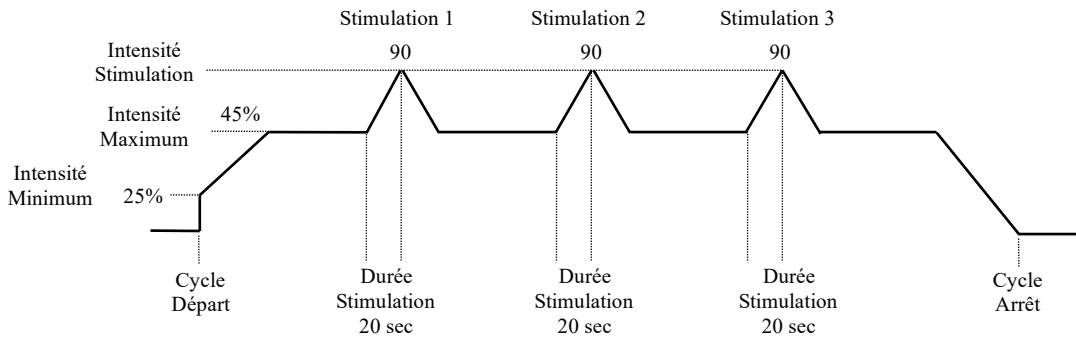 Stimulation 1
Stimulation 2
Stimulation 3
Intensité
Stimulation
90
90
90
Intensité
Maximum
45%
Intensité
Minimum
25%
Cycle
Départ
Durée
Stimulation
20 sec
Durée
Stimulation
20 sec
Durée
Stimulation
20 sec
Cycle
Arrêt